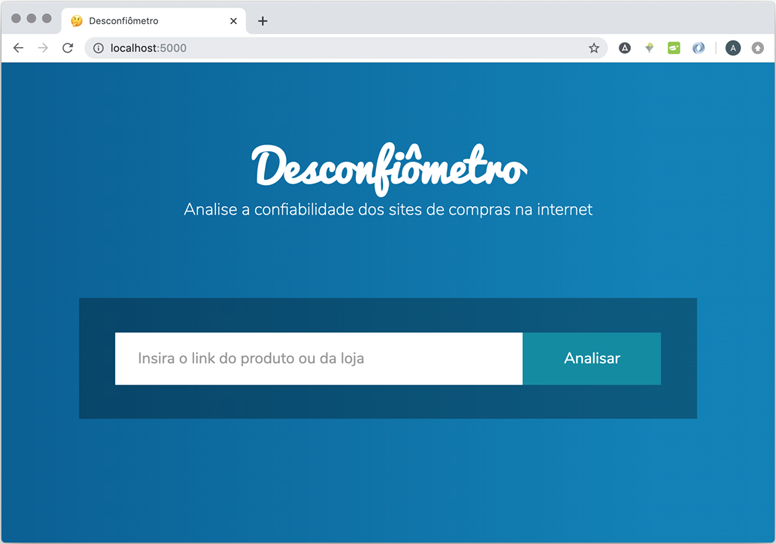 Desconfiômetro
localhost:5000
A
Desconfiômetro
Analise a confiabilidade dos sites de compras na internet
Insira o link do produto ou da loja
Analisar